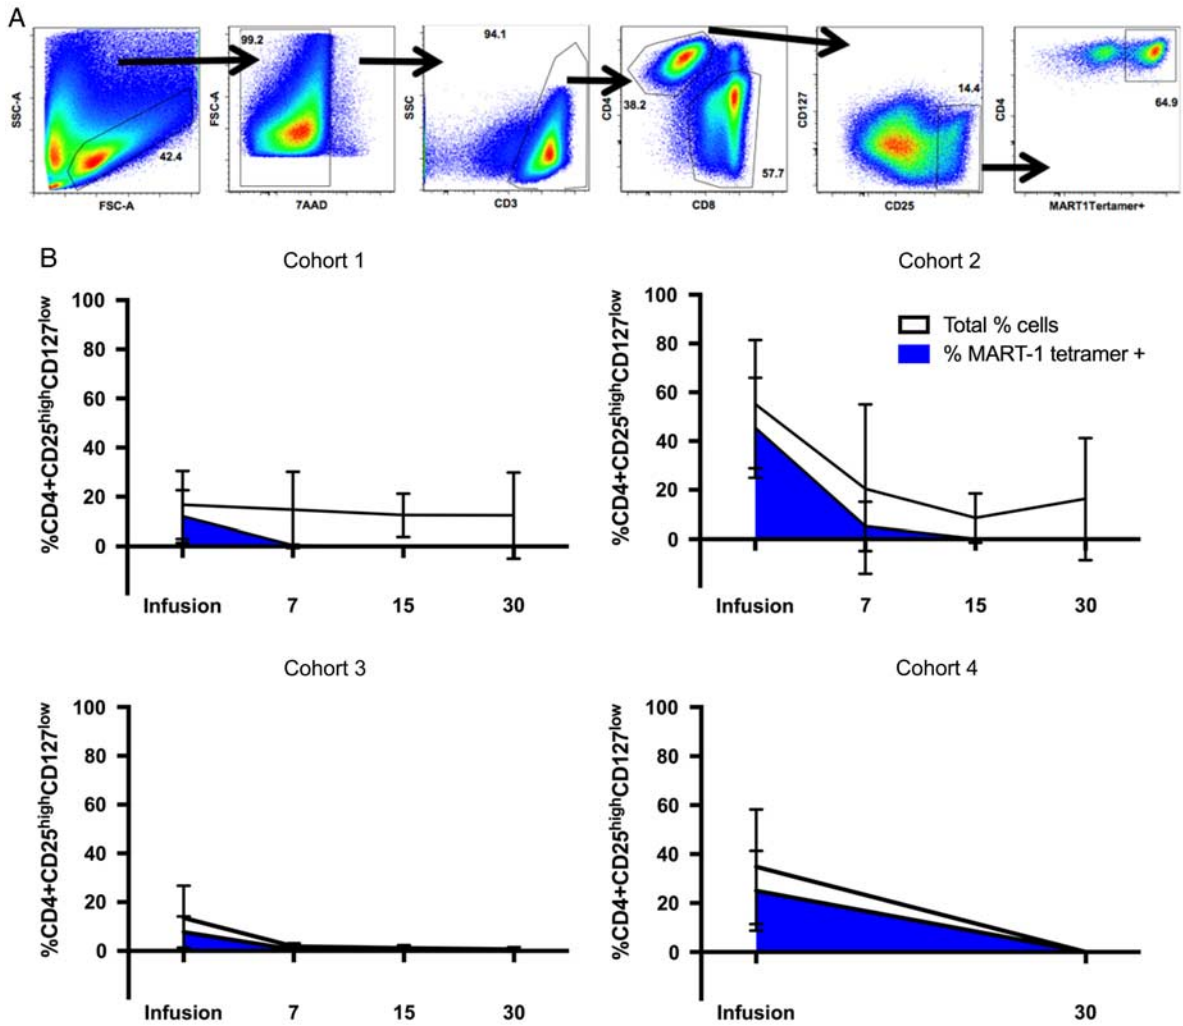 A
99.2
94.1
38.2
14.4
64.9
42.4
57.7
SSC-A
FSC-A
SSC
CD4
CD127
CD4
FSC-A
7AAD
CD3
CD8
CD25
MART1Tertamer+
B
Cohort 1
%CD4+CD25highCD127low
100
80
60
40
20
0
Infusion 7 15 30
Cohort 2
%CD4+CD25highCD127low
100
80
60
40
20
0
Total % cells
% MART-1 tetramer +
Infusion 7 15 30
Cohort 3
%CD4+CD25highCD127low
100
80
60
40
20
0
Infusion 7 15 30
Cohort 4
%CD4+CD25highCD127low
100
80
60
40
20
0
Infusion 30